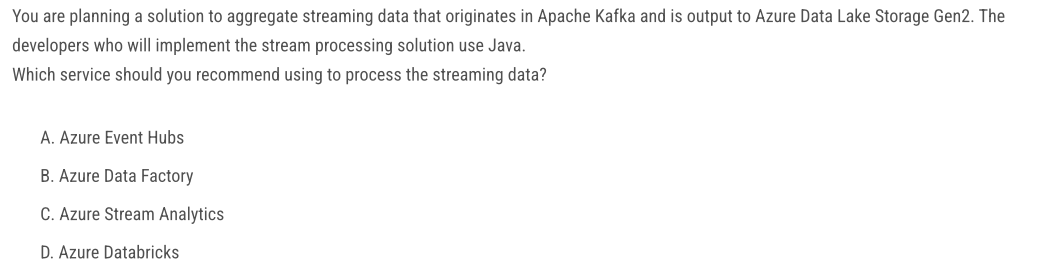 You are planning a solution to aggregate streaming data that originates in Apache Kafka and is output to Azure Data Lake Storage Gen2. The
developers who will implement the stream processing solution use Java.
Which service should you recommend using to process the streaming data?
A. Azure Event Hubs
B. Azure Data Factory
C. Azure Stream Analytics
D. Azure Databricks